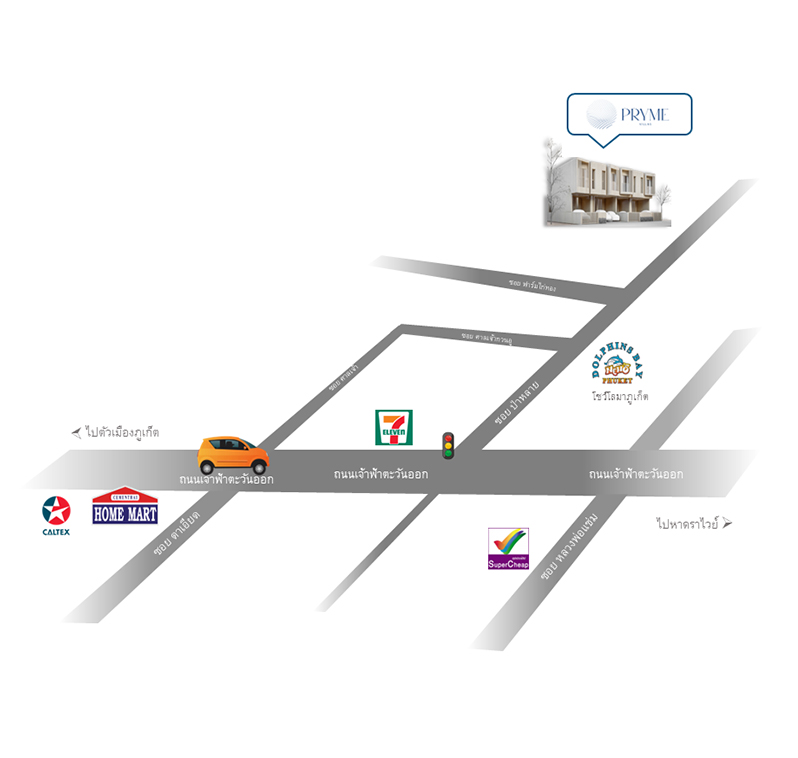 PRYME
ซอย ฟาร์มไก่ทอง
ซอย ศาลเจ้ากวนอู
ซอย ศาลเจ้า
DOLPHINS BAY
PHUKET
โชว์โลมาภูเก็ต
ซอย ป่าหลาย
7
ELEVEN
ไปตัวเมืองภูเก็ต
ถนนเจ้าฟ้าตะวันออก
ถนนเจ้าฟ้าตะวันออก
ถนนเจ้าฟ้าตะวันออก
CALTEX
CEMENTHAI
HOME MART
ซอย ตาเอียด
SuperCheap
ซอย หลวงพ่อแช่ม
ไปหาดราไวย์